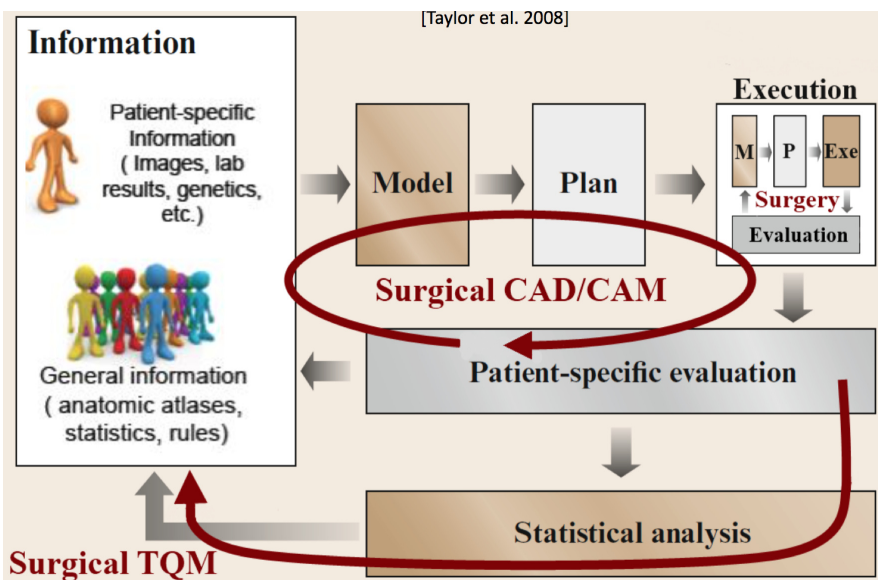 [Taylor et al. 2008]
Information
Patient-specific
Information
( Images, lab
results, genetics,
etc.)
General information
( anatomic atlases,
statistics, rules)
Model
Plan
Execution
M
P
Exe
Surgery
Evaluation
Surgical CAD/CAM
Patient-specific evaluation
Statistical analysis
Surgical TQM